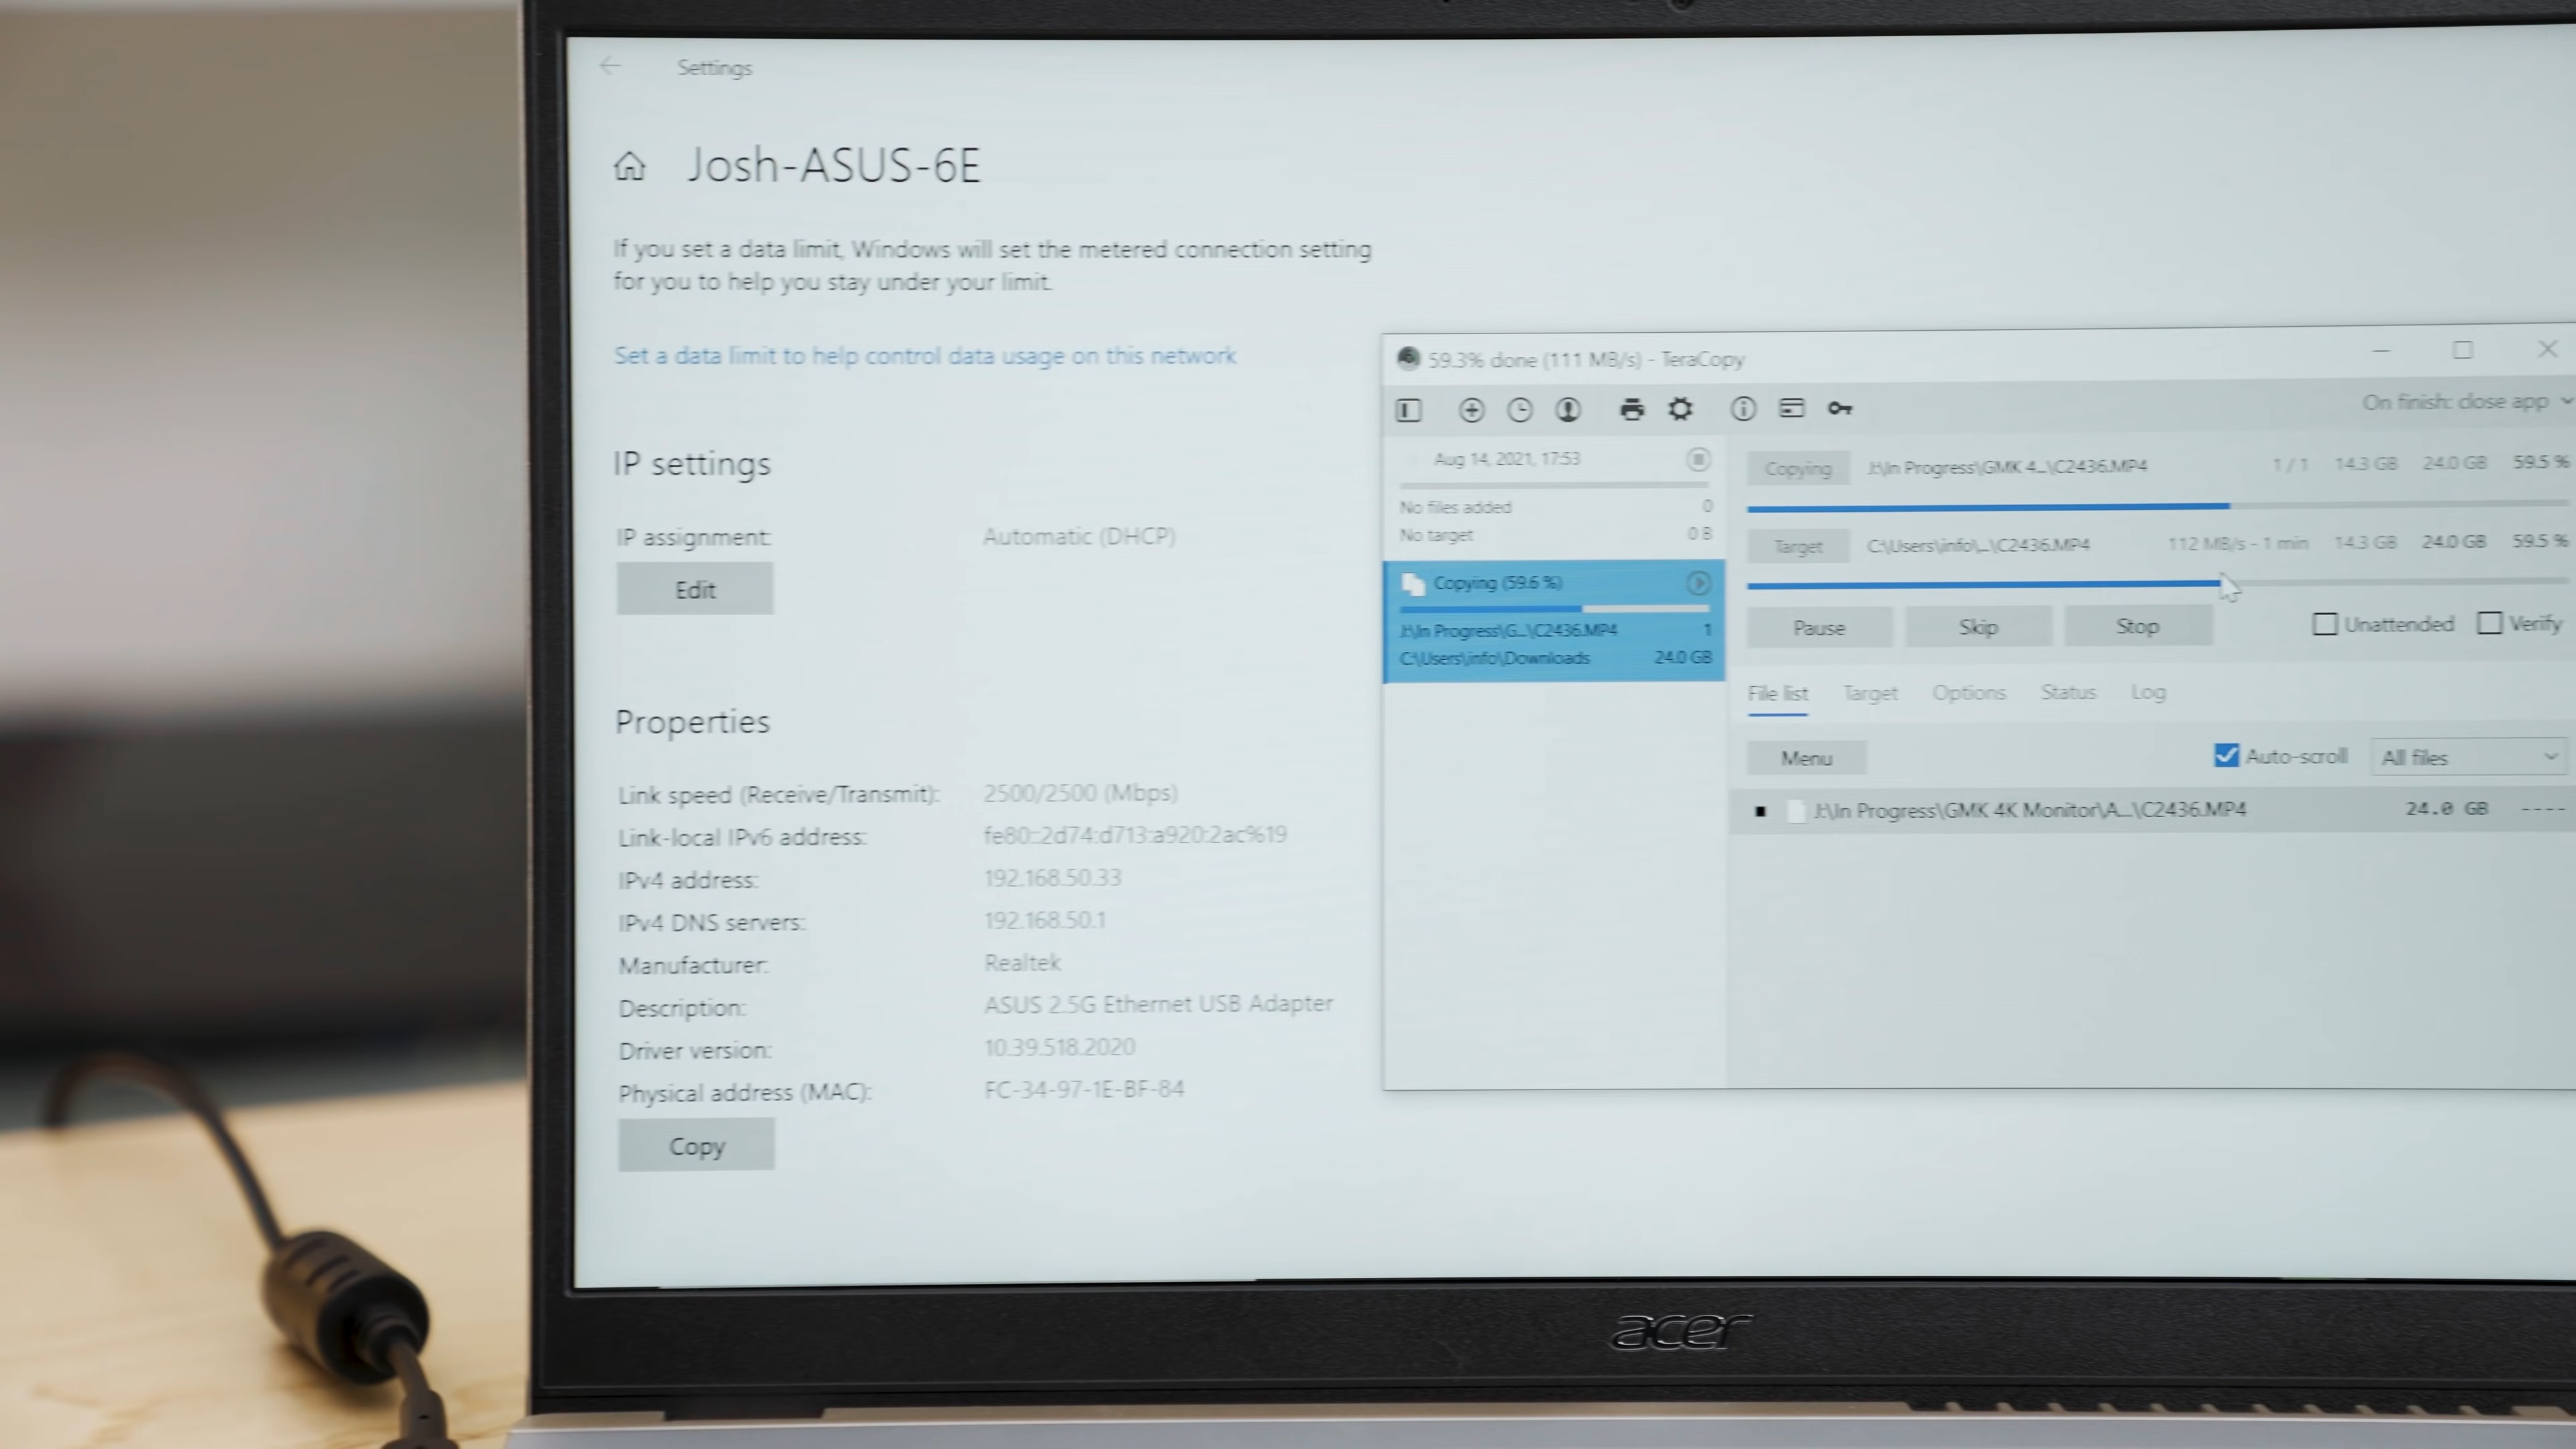 Settings
Josh-ASUS-6E
If you set a data limit, Windows will set the metered connection setting
for you to help you stay under your limit.
Set a data limit to help control data usage on this network
IP settings
IP assignment: Automatic (DHCP)
Edit
Properties
Link speed (Receive/Transmit): 2500/2500 (Mbps)
Link-local IPv6 address: fe80::2d74:d713:a920:2ac%19
IPv4 address: 192.168.50.33
IPv4 DNS servers: 192.168.50.1
Manufacturer: Realtek
Description: ASUS 2.5G Ethernet USB Adapter
Driver version: 10.39.518.2020
Physical address (MAC): FC-34-97-1E-BF-84
Copy
59.3% done (111 MB/s) - TeraCopy
On finish: close app
Aug 14, 2021, 17:53
No files added 0
No target 0 B
Copying (59.6 %)
J:\In Progress\G...\C2436.MP4 1
C:\Users\info\Downloads 24.0 GB
Copying J:\In Progress\GMK 4...\C2436.MP4 1 / 1 14.3 GB 24.0 GB 59.5 %
Target C:\Users\info\...\C2436.MP4 112 MB/s - 1 min 14.3 GB 24.0 GB 59.5 %
Pause Skip Stop Unattended Verify
File list Target Options Status Log
Menu Auto-scroll All files
J:\In Progress\GMK 4K Monitor\A...\C2436.MP4 24.0 GB ----
acer